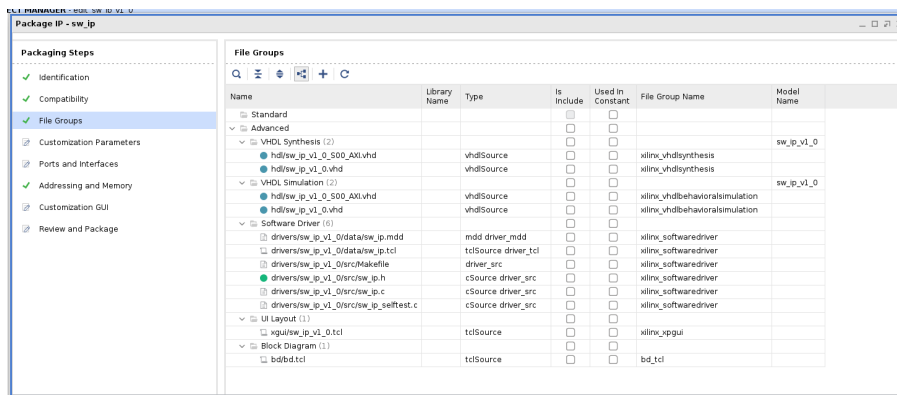 ECT MANAGER - edit_sw_ip_v1_0
Package IP - sw_ip
Packaging Steps
Identification
Compatibility
File Groups
Customization Parameters
Ports and Interfaces
Addressing and Memory
Customization GUI
Review and Package
File Groups
Name Library Name Type Is Include Used In Constant File Group Name Model Name
Standard
Advanced
VHDL Synthesis (2) sw_ip_v1_0
hdl/sw_ip_v1_0_S00_AXI.vhd vhdlSource xilinx_vhdlsynthesis
hdl/sw_ip_v1_0.vhd vhdlSource xilinx_vhdlsynthesis
VHDL Simulation (2) sw_ip_v1_0
hdl/sw_ip_v1_0_S00_AXI.vhd vhdlSource xilinx_vhdlbehavioralsimulation
hdl/sw_ip_v1_0.vhd vhdlSource xilinx_vhdlbehavioralsimulation
Software Driver (6)
drivers/sw_ip_v1_0/data/sw_ip.mdd mdd driver_mdd xilinx_softwaredriver
drivers/sw_ip_v1_0/data/sw_ip.tcl tclSource driver_tcl xilinx_softwaredriver
drivers/sw_ip_v1_0/src/Makefile driver_src xilinx_softwaredriver
drivers/sw_ip_v1_0/src/sw_ip.h cSource driver_src xilinx_softwaredriver
drivers/sw_ip_v1_0/src/sw_ip.c cSource driver_src xilinx_softwaredriver
drivers/sw_ip_v1_0/src/sw_ip_selftest.c cSource driver_src xilinx_softwaredriver
UI Layout (1)
xgui/sw_ip_v1_0.tcl tclSource xilinx_xpgui
Block Diagram (1)
bd/bd.tcl tclSource bd_tcl